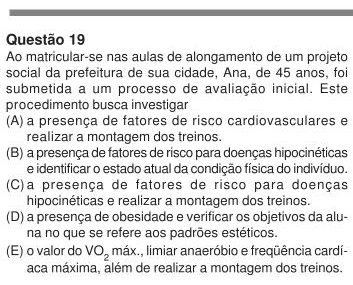 Questão 19
Ao matricular-se nas aulas de alongamento de um projeto
social da prefeitura de sua cidade, Ana, de 45 anos, foi
submetida a um processo de avaliação inicial. Este
procedimento busca investigar
(A) a presença de fatores de risco cardiovasculares e
realizar a montagem dos treinos.
(B) a presença de fatores de risco para doenças hipocinéticas
e identificar o estado atual da condição física do indivíduo.
(C) a presença de fatores de risco para doenças
hipocinéticas e realizar a montagem dos treinos.
(D) a presença de obesidade e verificar os objetivos da alu-
na no que se refere aos padrões estéticos.
(E) o valor do VO₂ máx., limiar anaeróbio e freqüência cardí-
aca máxima, além de realizar a montagem dos treinos.